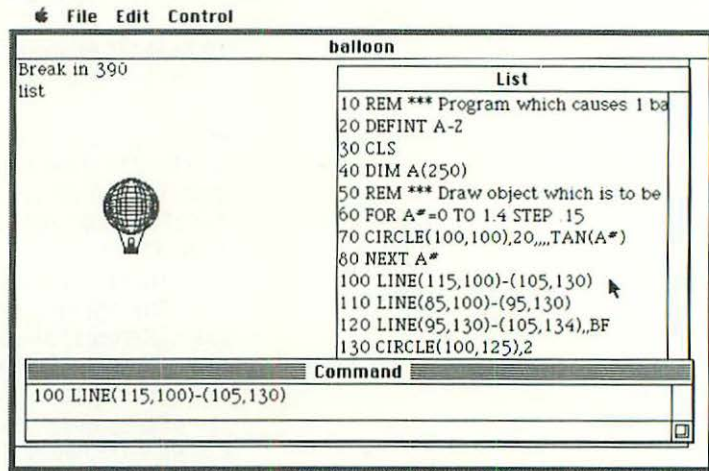 File Edit Control
balloon
Break in 390
list
List
10 REM *** Program which causes 1 ba
20 DEFINT A-Z
30 CLS
40 DIM A(250)
50 REM *** Draw object which is to be
60 FOR A#=0 TO 1.4 STEP .15
70 CIRCLE(100,100),20,,,,TAN(A#)
80 NEXT A#
100 LINE(115,100)-(105,130)
110 LINE(85,100)-(95,130)
120 LINE(95,130)-(105,134),,BF
130 CIRCLE(100,125),2
Command
100 LINE(115,100)-(105,130)